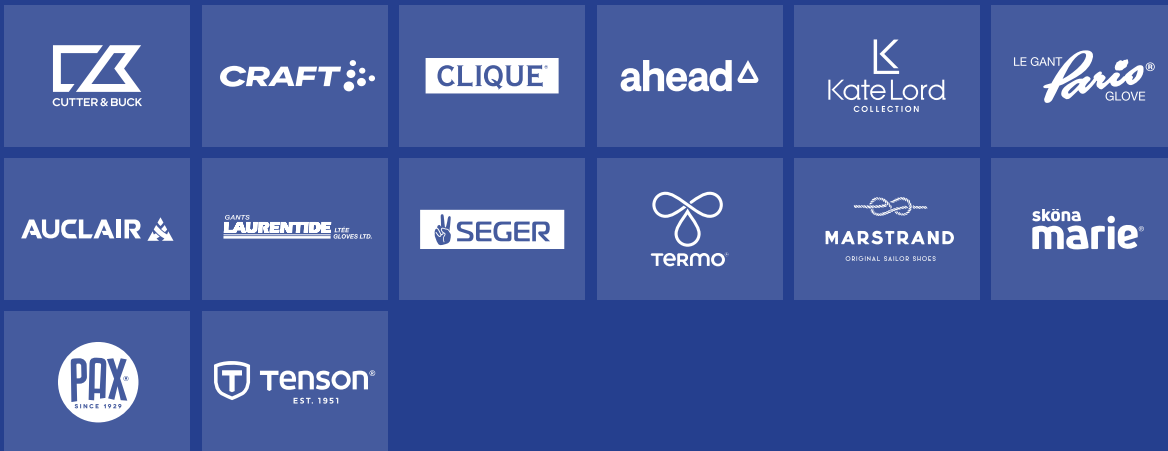 CUTTER & BUCK
CRAFT
CLIQUE®
ahead
K
Kate Lord
COLLECTION
LE GANT
Paris®
GLOVE
AUCLAIR
GANTS
LAURENTIDE LTÉE
GLOVES LTD.
SEGER
TERMO®
MARSTRAND
ORIGINAL SAILOR SHOES
sköna
marie®
PAX®
SINCE 1929
T Tenson®
EST. 1951